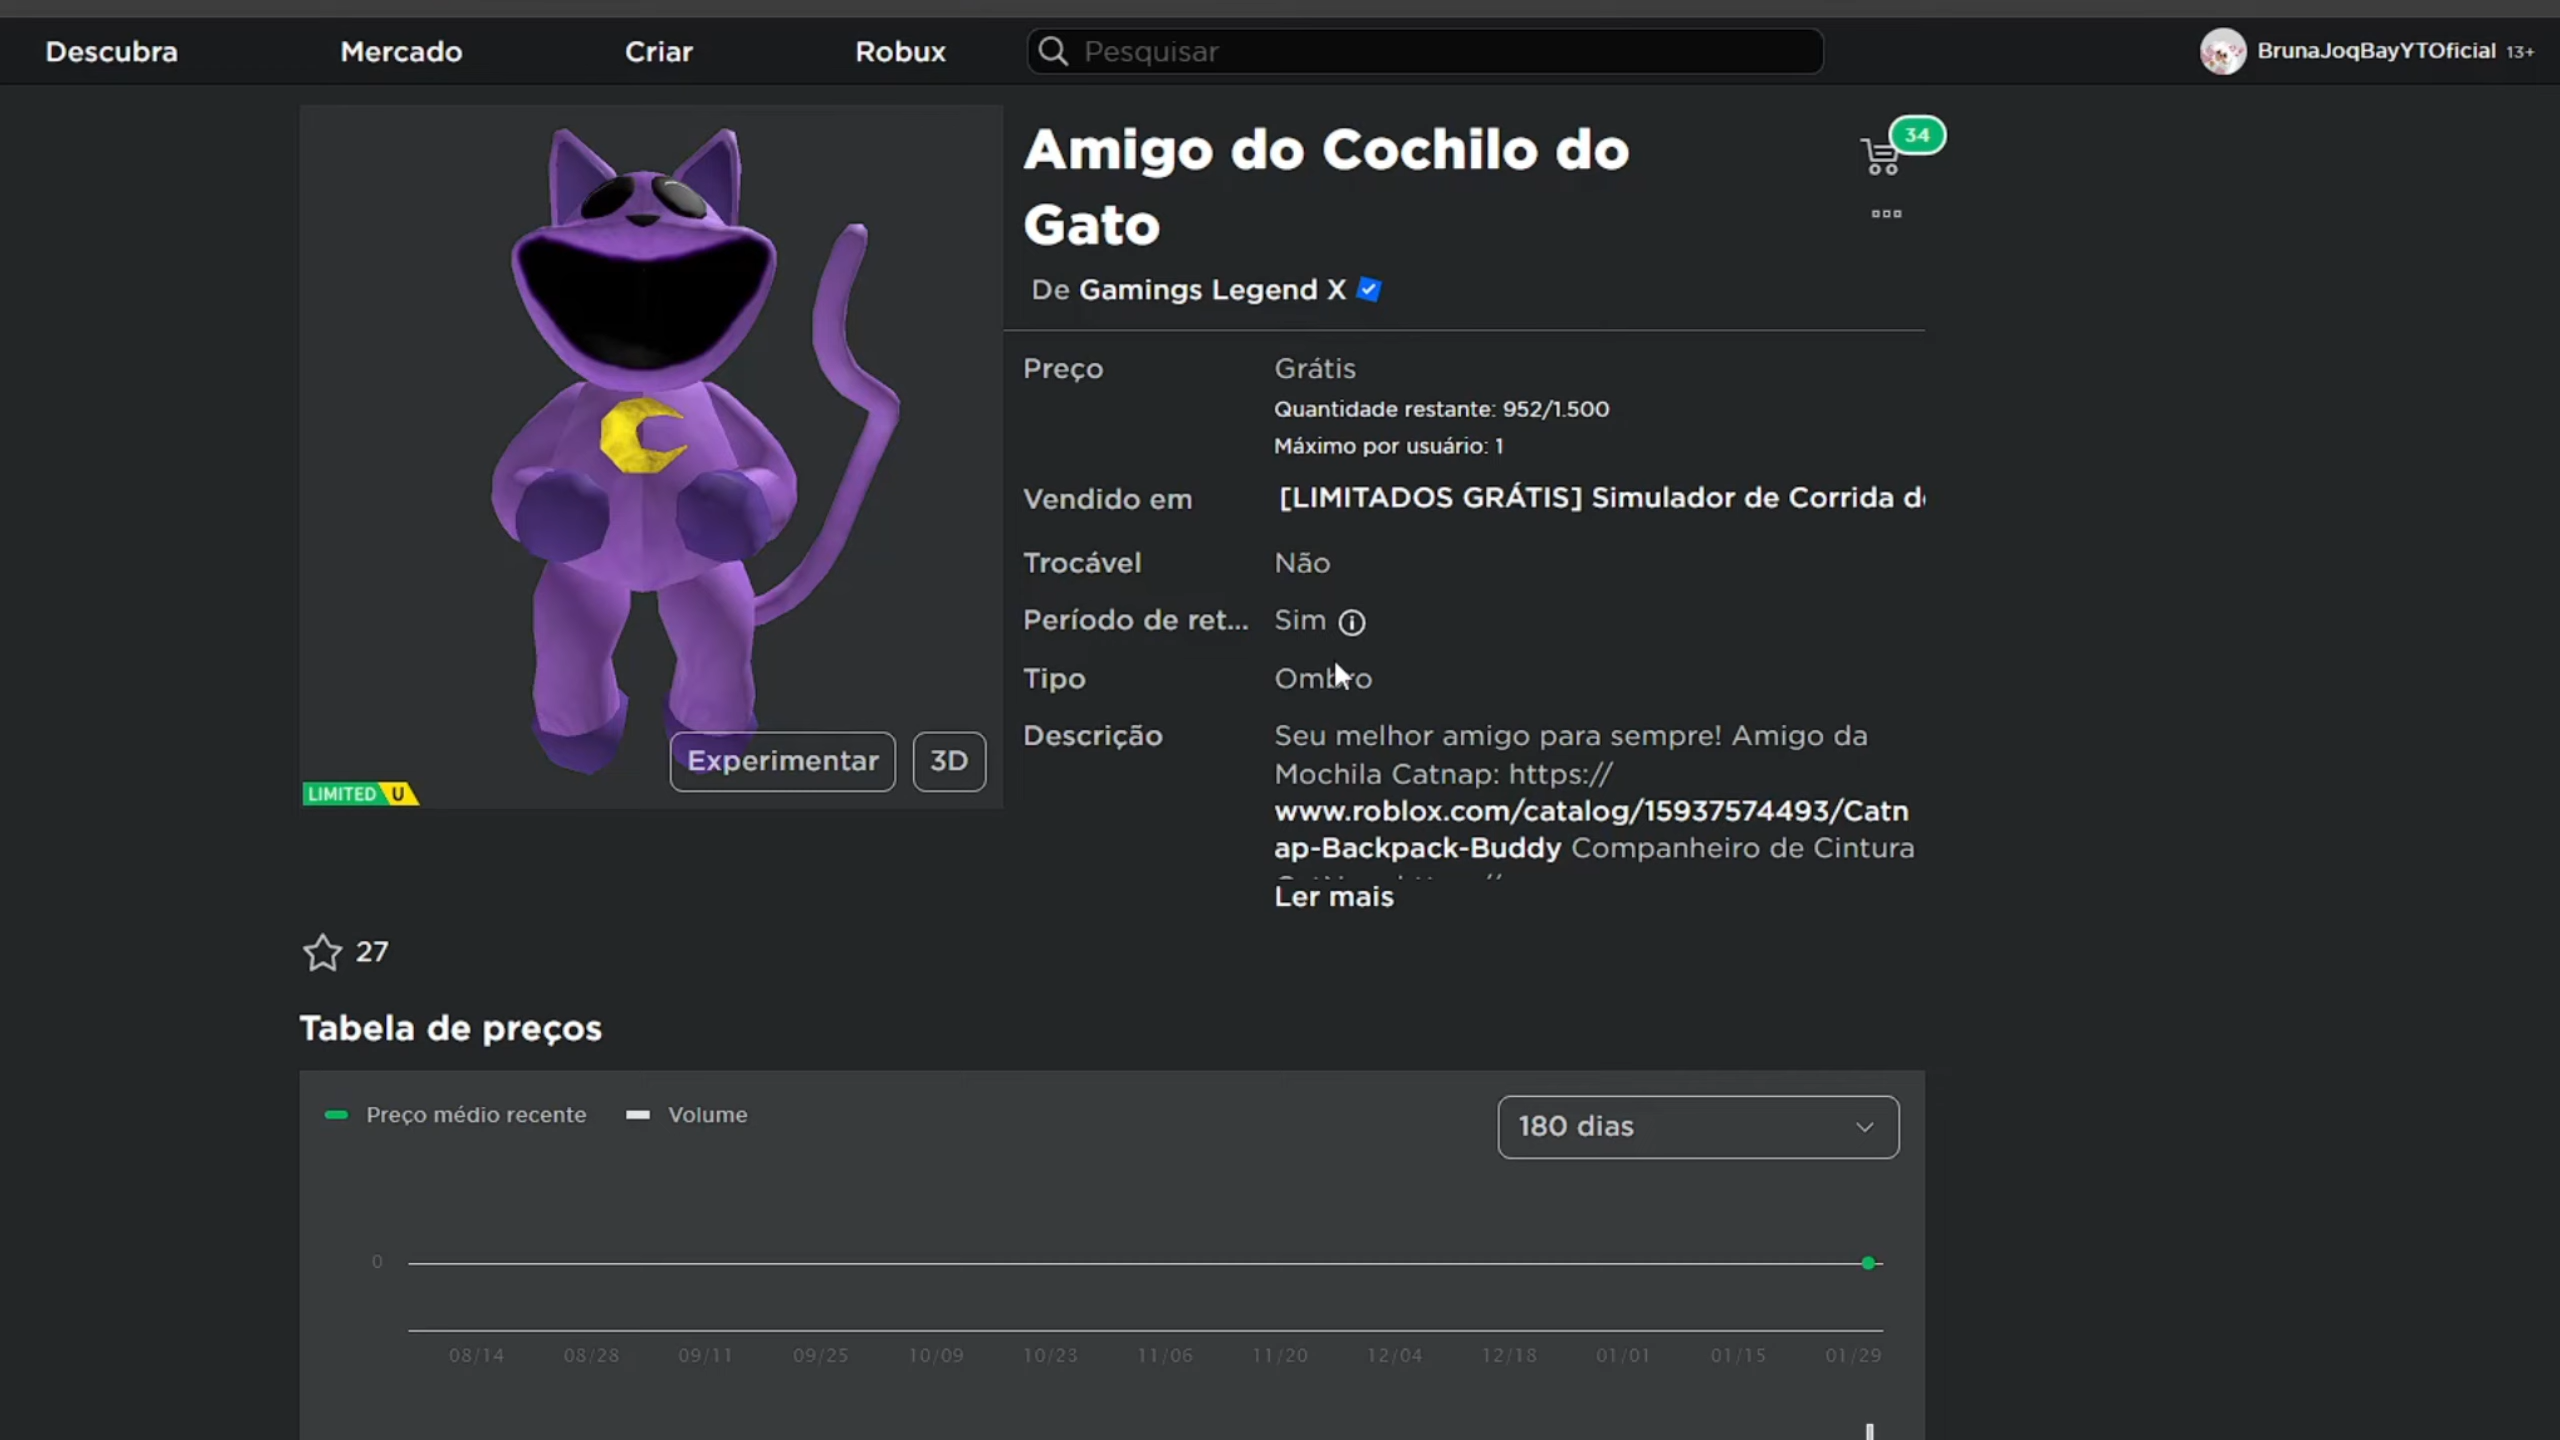 Descubra
Mercado
Criar
Robux
Pesquisar
BrunaJoqBayYTOficial 13+
Amigo do Cochilo do
Gato
34
De Gamings Legend X
Preço
Grátis
Quantidade restante: 952/1.500
Máximo por usuário: 1
Vendido em
[LIMITADOS GRÁTIS] Simulador de Corrida d
Trocável
Não
Período de ret...
Sim
Tipo
Ombro
Descrição
Seu melhor amigo para sempre! Amigo da
Mochila Catnap: https://
www.roblox.com/catalog/15937574493/Catn
ap-Backpack-Buddy Companheiro de Cintura
Ler mais
Experimentar
3D
LIMITED U
27
Tabela de preços
Preço médio recente
Volume
180 dias
0
08/14
08/28
09/11
09/25
10/09
10/23
11/06
11/20
12/04
12/18
01/01
01/15
01/29